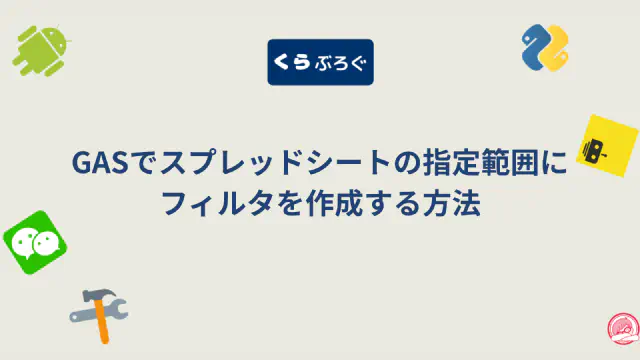 くらぶろぐ
GASでスプレッドシートの指定範囲に
フィルタを作成する方法